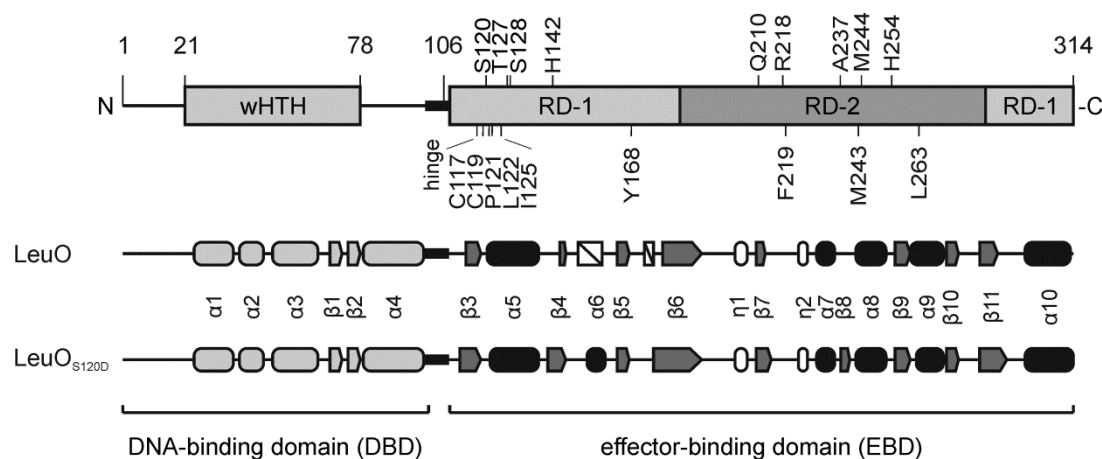 1 21 78 106 S120 T127 S128 H142 Q210 R218 A237 M244 H254 314
N wHTH RD-1 RD-2 RD-1 -C
hinge C117 C119 P121 L122 I125 Y168 F219 M243 L263
LeuO
α1 α2 α3 β1 β2 α4 β3 α5 β4 α6 β5 β6 η1 β7 η2 α7 β8 α8 β9 α9 β10 β11 α10
LeuOS120D
DNA-binding domain (DBD) effector-binding domain (EBD)